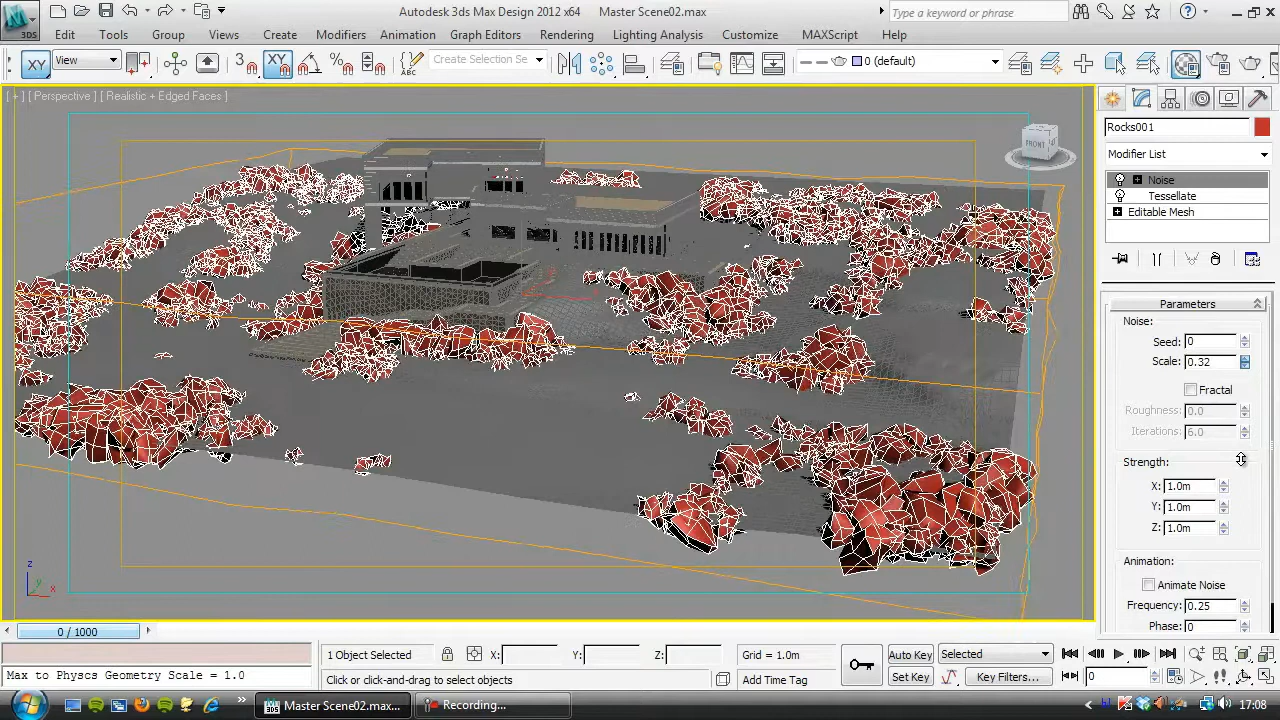 Autodesk 3ds Max Design 2012 x64 Master Scene02.max
Type a keyword or phrase
3DS
Edit Tools Group Views Create Modifiers Animation Graph Editors Rendering Lighting Analysis Customize MAXScript Help
XY View 3 XY % ABC Create Selection Se 0 (default)
[ + ] [ Perspective ] [ Realistic + Edged Faces ]
FRONT
Rocks001
Modifier List
Noise
Tessellate
Editable Mesh
Parameters
Noise:
Seed: 0
Scale: 0.32
Fractal
Roughness: 0.0
Iterations: 6.0
Strength:
X: 1.0m
Y: 1.0m
Z: 1.0m
Animation:
Animate Noise
Frequency: 0.25
Phase: 0
z
y
x
0 / 1000
1 Object Selected X: Y: Z: Grid = 1.0m Auto Key Selected
Max to Physcs Geometry Scale = 1.0 Click or click-and-drag to select objects Add Time Tag Set Key Key Filters... 0
Master Scene02.max... Recording... 17:08